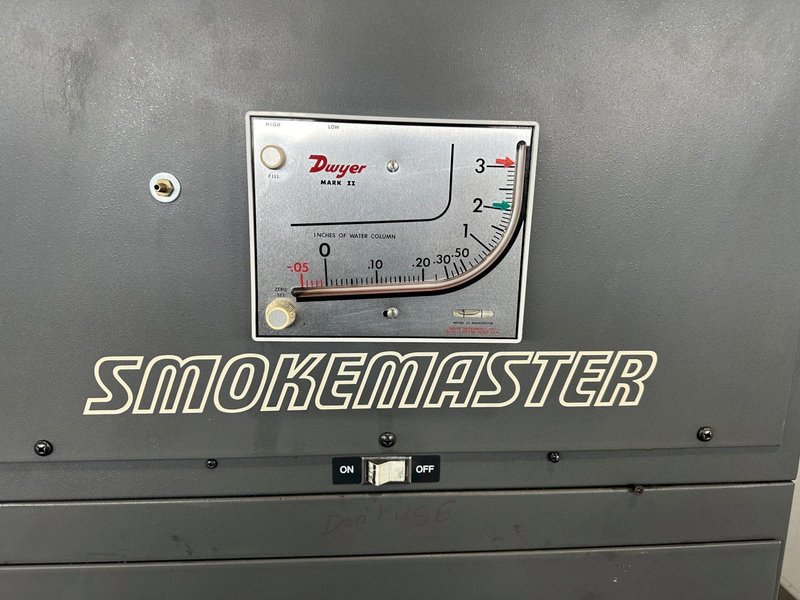 HIGH
LOW
FILL
Dwyer
MARK II
3
2
1
.50
.30
.20
.10
0
-.05
INCHES OF WATER COLUMN
ZERO
SET
SMOKEMASTER
ON
OFF
Don't USE